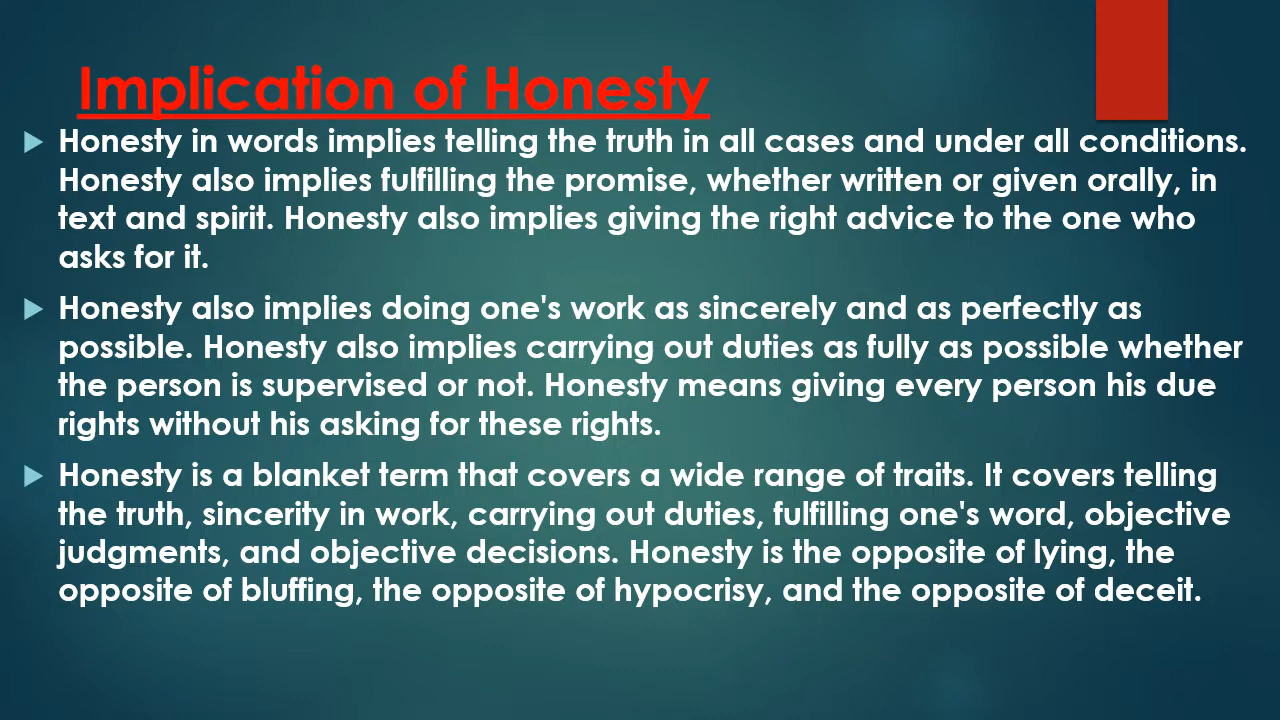 Implication of Honesty
Honesty in words implies telling the truth in all cases and under all conditions.
Honesty also implies fulfilling the promise, whether written or given orally, in
text and spirit. Honesty also implies giving the right advice to the one who
asks for it.
Honesty also implies doing one's work as sincerely and as perfectly as
possible. Honesty also implies carrying out duties as fully as possible whether
the person is supervised or not. Honesty means giving every person his due
rights without his asking for these rights.
Honesty is a blanket term that covers a wide range of traits. It covers telling
the truth, sincerity in work, carrying out duties, fulfilling one's word, objective
judgments, and objective decisions. Honesty is the opposite of lying, the
opposite of bluffing, the opposite of hypocrisy, and the opposite of deceit.